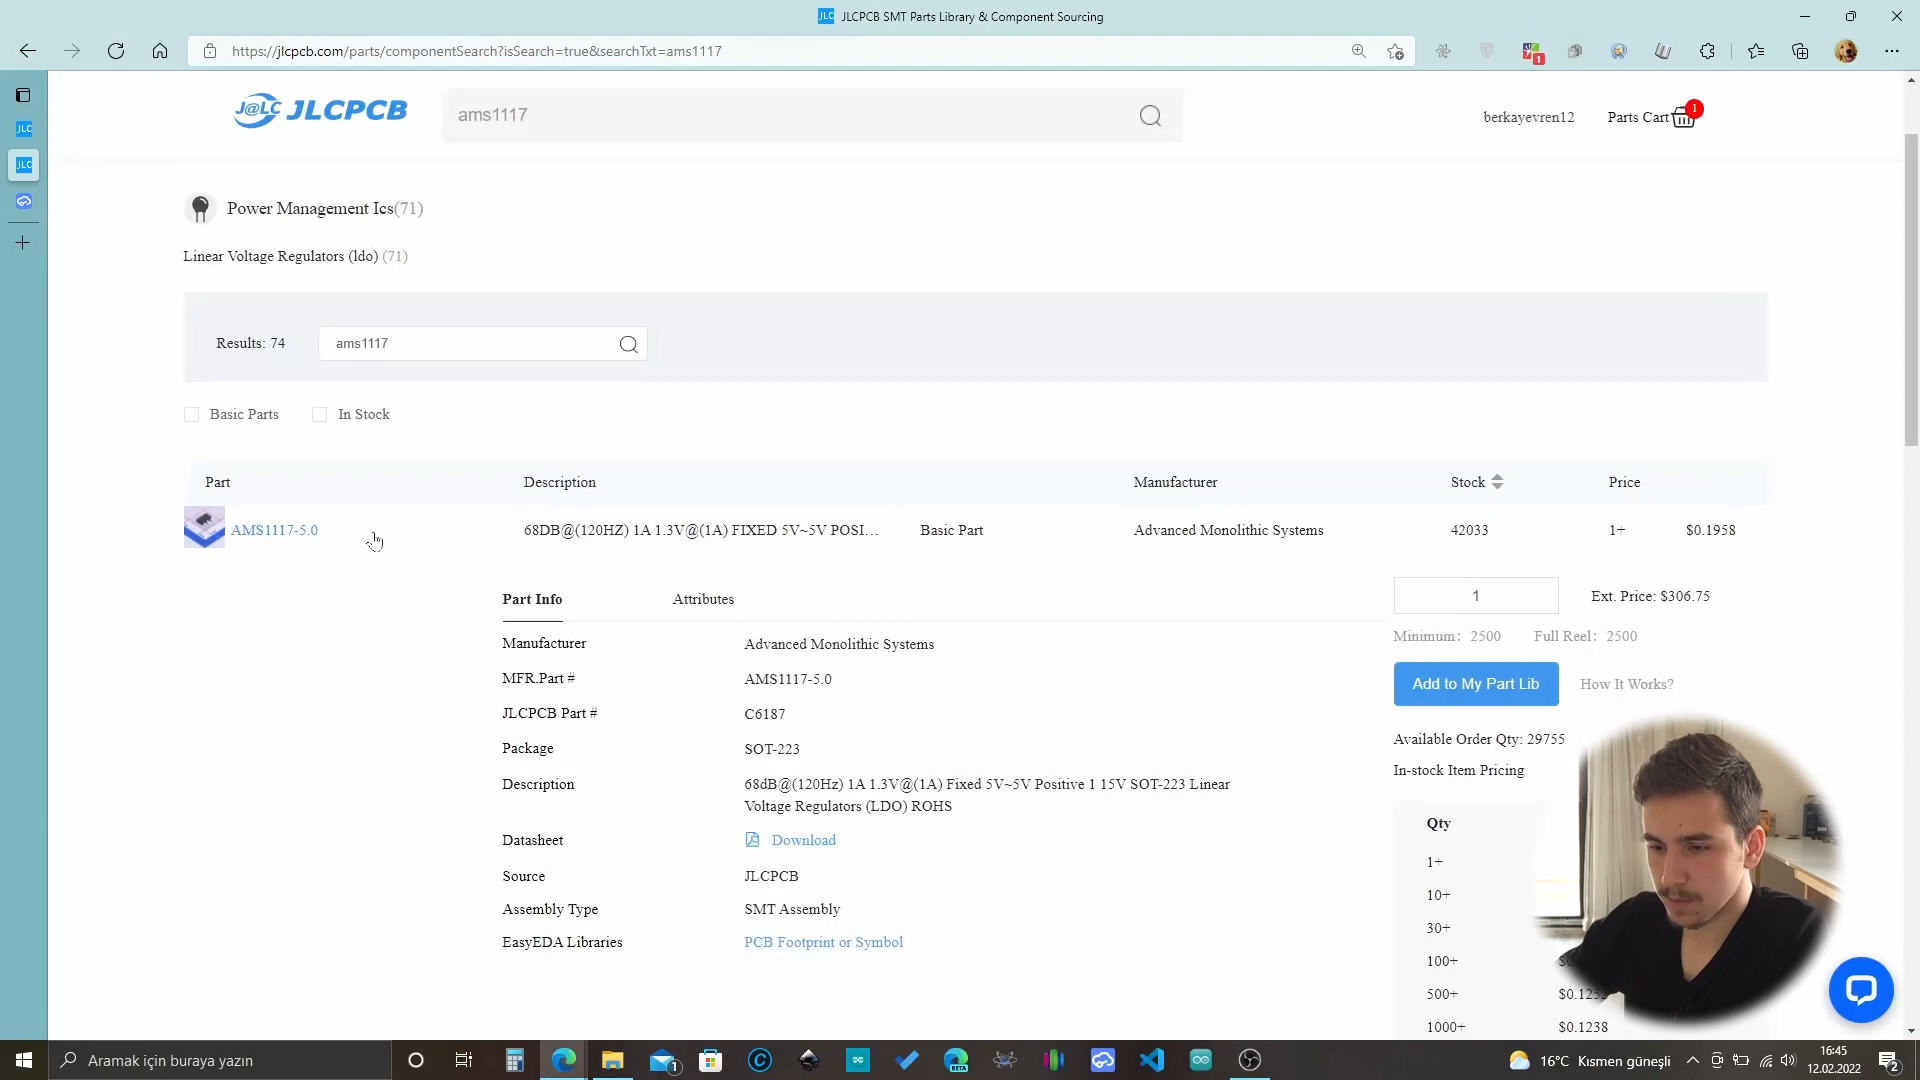 JLCPCB SMT Parts Library & Component Sourcing
https://jlcpcb.com/parts/componentSearch?isSearch=true&searchTxt=ams1117
1
JLC
JLC
J@LC JLCPCB
ams1117
berkayevren12
Parts Cart
1
Power Management Ics(71)
Linear Voltage Regulators (ldo) (71)
Results: 74
ams1117
Basic Parts
In Stock
Part Description Manufacturer Stock Price
AMS1117-5.0 68DB@(120HZ) 1A 1.3V@(1A) FIXED 5V~5V POSI... Basic Part Advanced Monolithic Systems 42033 1+ $0.1958
Part Info Attributes
Manufacturer Advanced Monolithic Systems
MFR.Part # AMS1117-5.0
JLCPCB Part # C6187
Package SOT-223
Description 68dB@(120Hz) 1A 1.3V@(1A) Fixed 5V~5V Positive 1 15V SOT-223 Linear
Voltage Regulators (LDO) ROHS
Datasheet Download
Source JLCPCB
Assembly Type SMT Assembly
EasyEDA Libraries PCB Footprint or Symbol
1 Ext. Price: $306.75
Minimum: 2500 Full Reel: 2500
Add to My Part Lib How It Works?
Available Order Qty: 29755
In-stock Item Pricing
Qty
1+
10+
30+
100+
500+
1000+ $0.1238
Aramak için buraya yazın
1
BETA
16°C Kısmen güneşli
16:45
12.02.2022
2